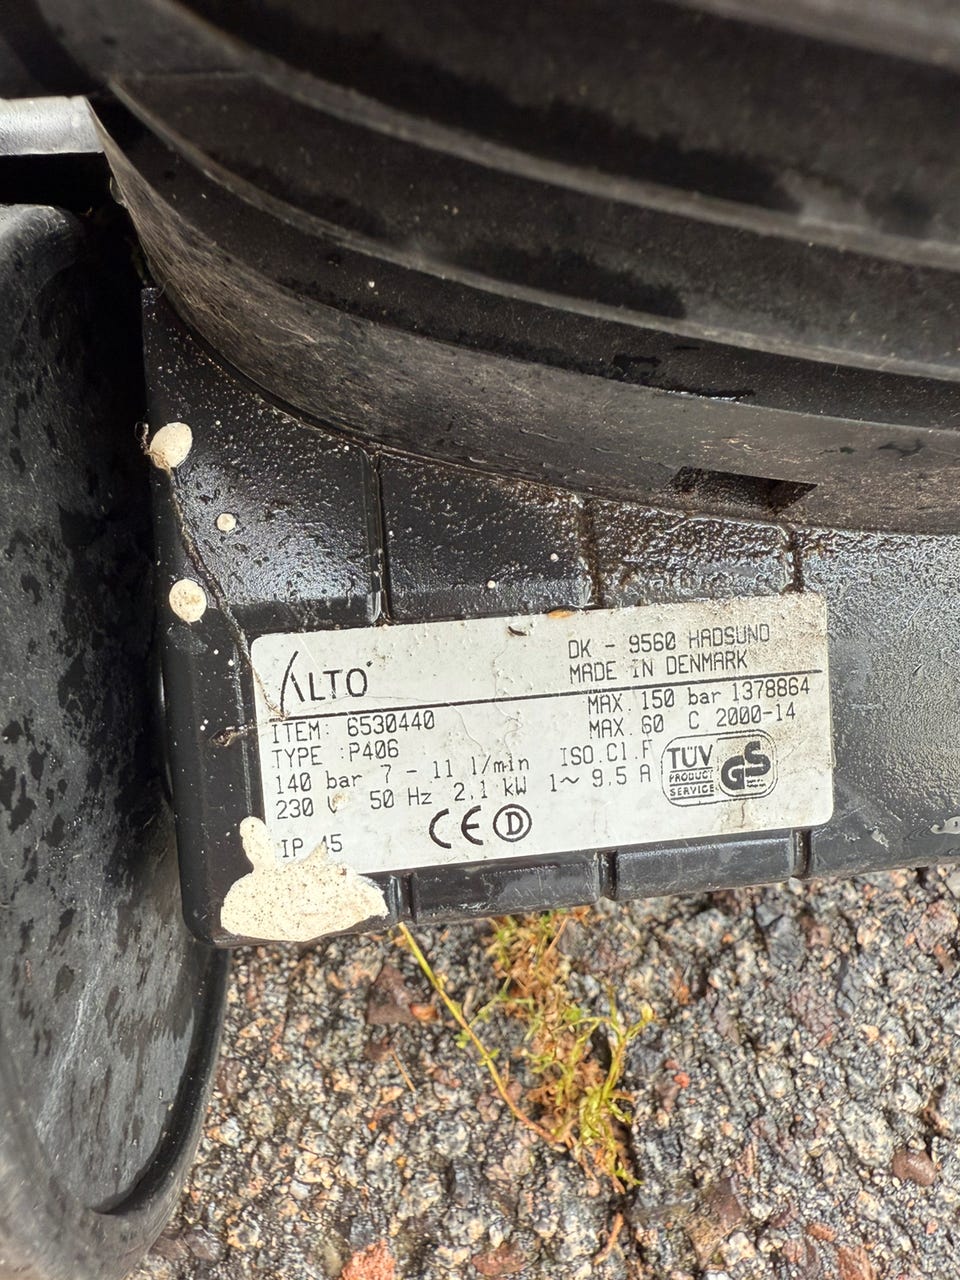 ALTO
DK - 9560 HADSUND
MADE IN DENMARK
ITEM: 6530440
MAX. 150 bar 1378864
TYPE :P406
MAX. 60 C 2000-14
140 bar 7 - 11 l/min
ISO.Cl.F
230 V 50 Hz 2,1 kW 1~ 9,5 A
IP 45
CE D
TÜV
PRODUCT
SERVICE
GS